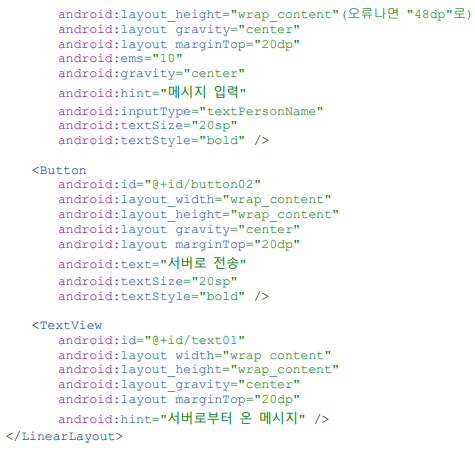 android:layout_height="wrap_content"(오류나면 "48dp"로)
android:layout_gravity="center"
android:layout_marginTop="20dp"
android:ems="10"
android:gravity="center"
android:hint="메시지 입력"
android:inputType="textPersonName"
android:textSize="20sp"
android:textStyle="bold" />
<Button
android:id="@+id/button02"
android:layout_width="wrap_content"
android:layout_height="wrap_content"
android:layout_gravity="center"
android:layout_marginTop="20dp"
android:text="서버로 전송"
android:textSize="20sp"
android:textStyle="bold" />
<TextView
android:id="@+id/text01"
android:layout_width="wrap_content"
android:layout_height="wrap_content"
android:layout_gravity="center"
android:layout_marginTop="20dp"
android:hint="서버로부터 온 메시지" />
</LinearLayout>